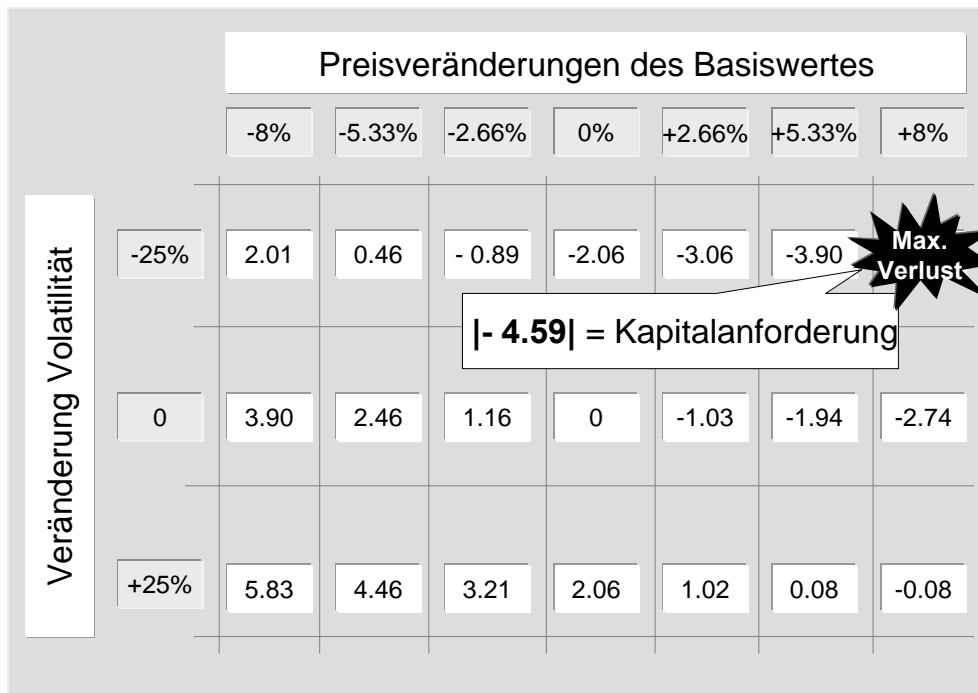 Preisveränderungen des Basiswertes
-8% -5.33% -2.66% 0% +2.66% +5.33% +8%
Veränderung Volatilität
-25% 2.01 0.46 - 0.89 -2.06 -3.06 -3.90 Max.
Verlust
|- 4.59| = Kapitalanforderung
0 3.90 2.46 1.16 0 -1.03 -1.94 -2.74
+25% 5.83 4.46 3.21 2.06 1.02 0.08 -0.08